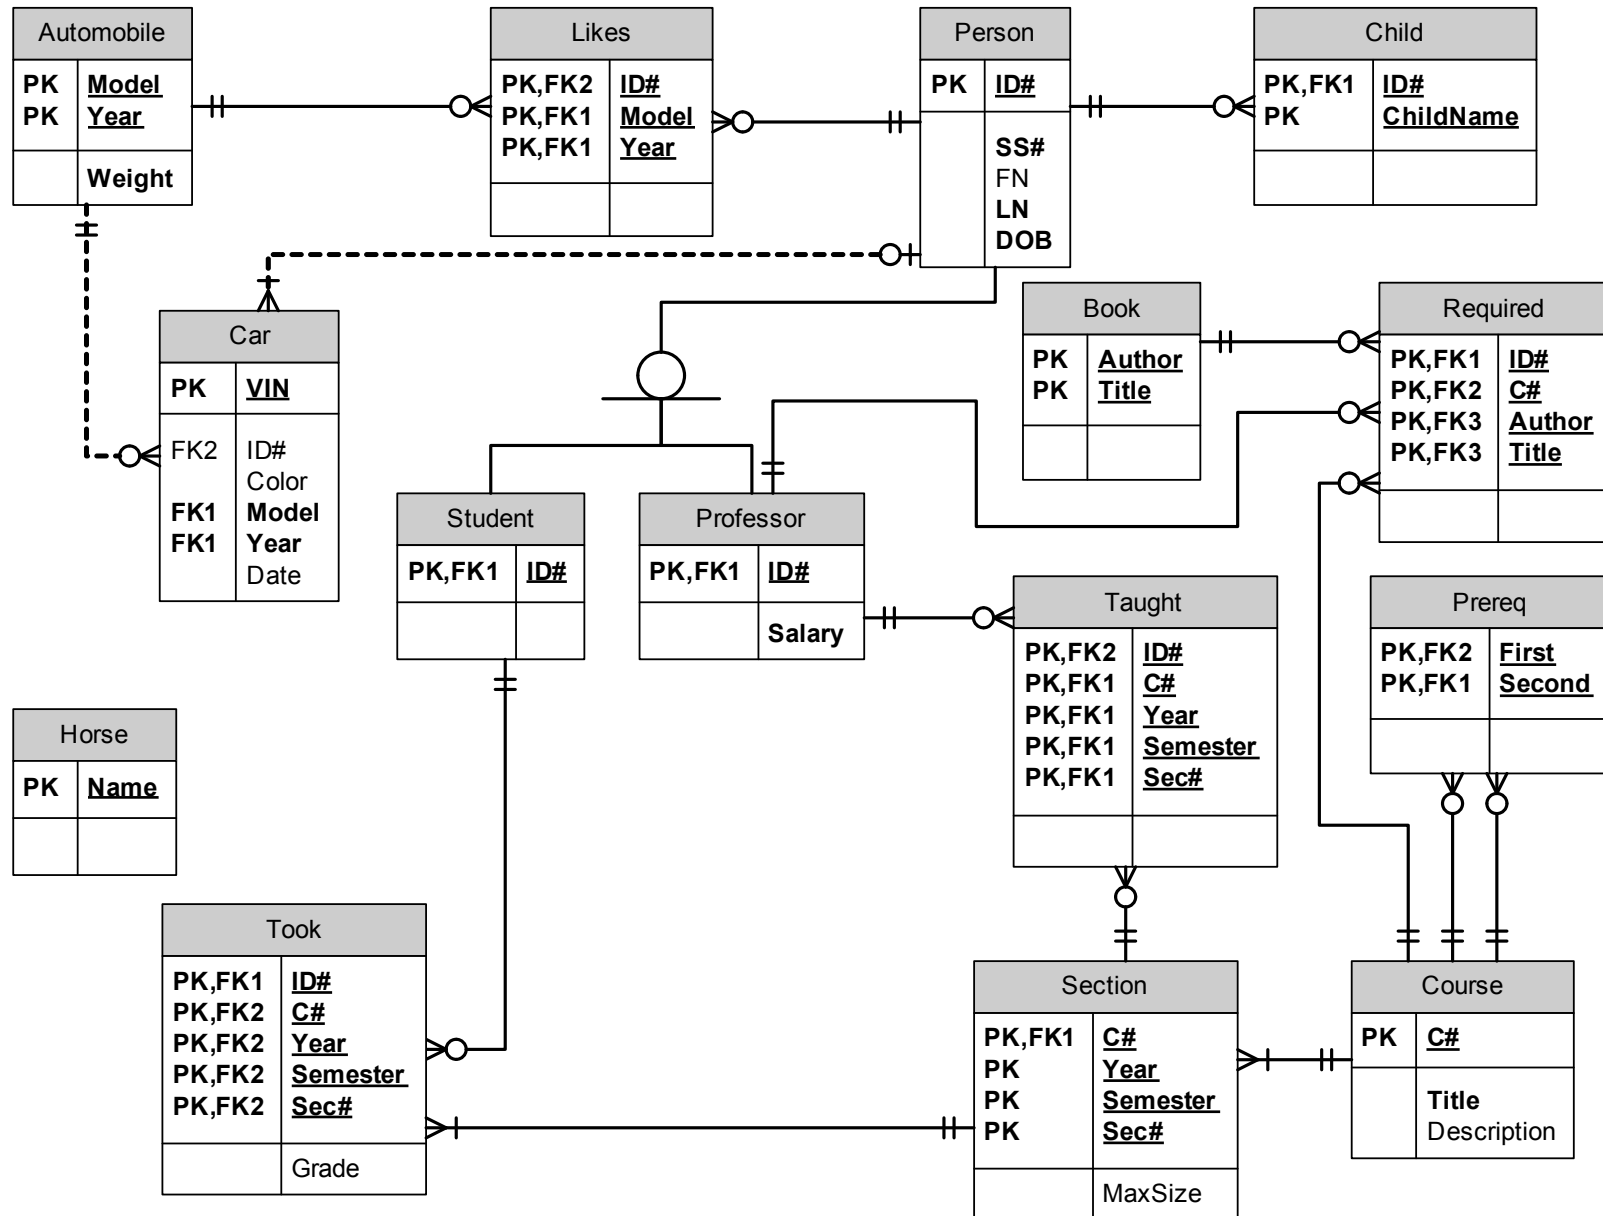 Automobile
PK Model
PK Year
Weight
Likes
PK,FK2 ID#
PK,FK1 Model
PK,FK1 Year
Person
PK ID#
SS#
FN
LN
DOB
Child
PK,FK1 ID#
PK ChildName
Car
PK VIN
FK2 ID#
Color
FK1 Model
FK1 Year
Date
Book
PK Author
PK Title
Required
PK,FK1 ID#
PK,FK2 C#
PK,FK3 Author
PK,FK3 Title
Student
PK,FK1 ID#
Professor
PK,FK1 ID#
Salary
Taught
PK,FK2 ID#
PK,FK1 C#
PK,FK1 Year
PK,FK1 Semester
PK,FK1 Sec#
Prereq
PK,FK2 First
PK,FK1 Second
Horse
PK Name
Took
PK,FK1 ID#
PK,FK2 C#
PK,FK2 Year
PK,FK2 Semester
PK,FK2 Sec#
Grade
Section
PK,FK1 C#
PK Year
PK Semester
PK Sec#
MaxSize
Course
PK C#
Title
Description